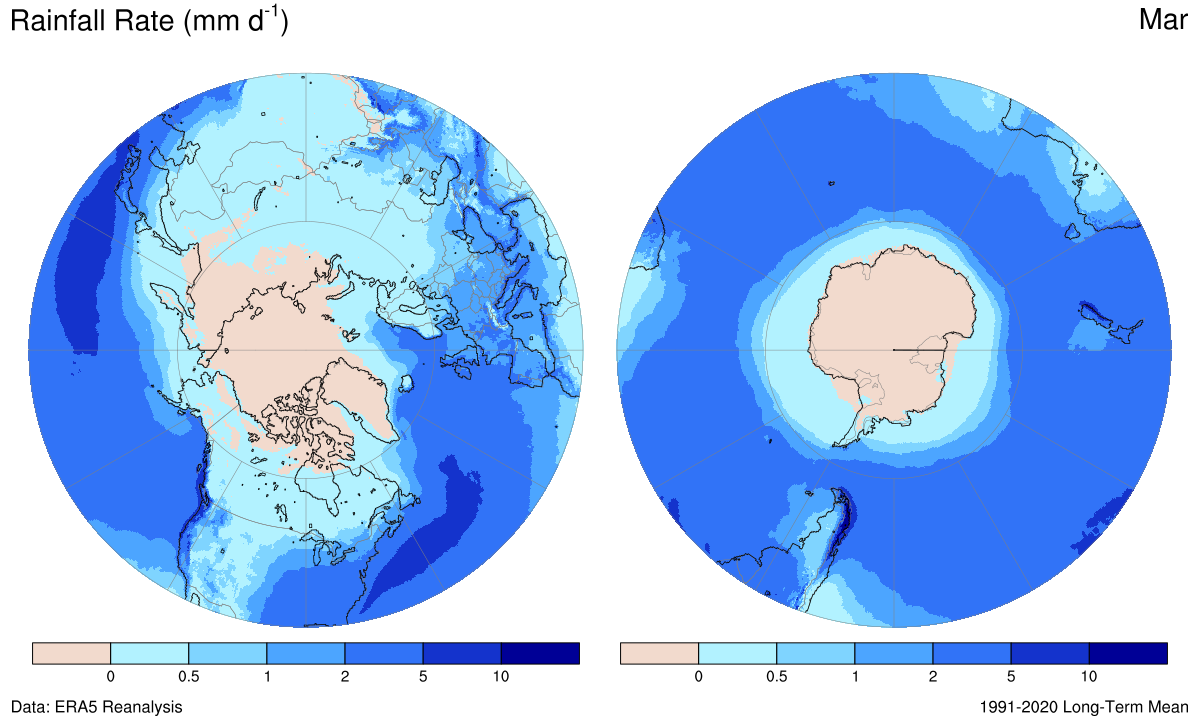 Rainfall Rate (mm d⁻¹)
Mar
0 0.5 1 2 5 10
0 0.5 1 2 5 10
Data: ERA5 Reanalysis
1991-2020 Long-Term Mean